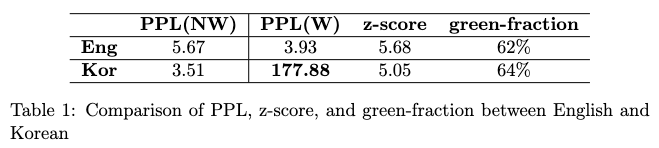 PPL(NW) PPL(W) z-score green-fraction
Eng 5.67 3.93 5.68 62%
Kor 3.51 177.88 5.05 64%
Table 1: Comparison of PPL, z-score, and green-fraction between English and
Korean